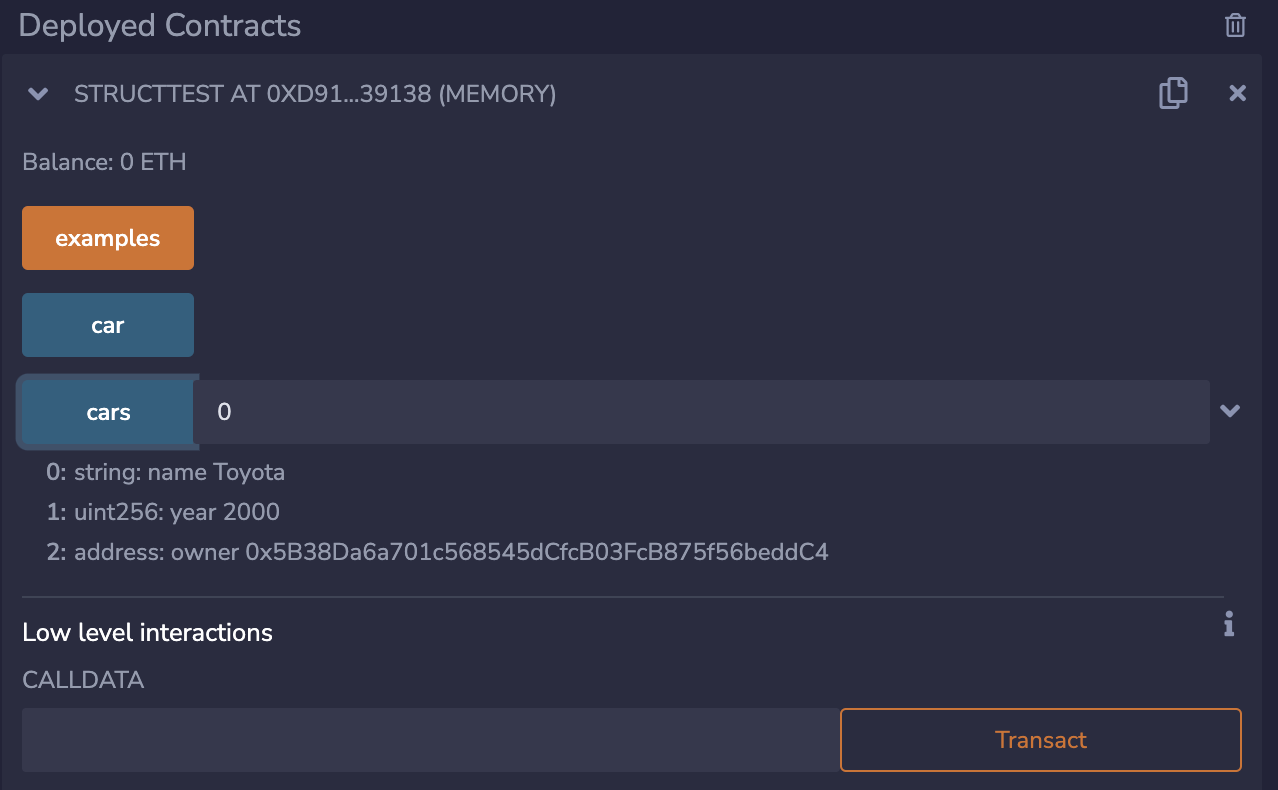 Deployed Contracts
STRUCTTEST AT 0XD91...39138 (MEMORY)
Balance: 0 ETH
examples
car
cars 0
0: string: name Toyota
1: uint256: year 2000
2: address: owner 0x5B38Da6a701c568545dCfcB03FcB875f56beddC4
Low level interactions
CALLDATA
Transact